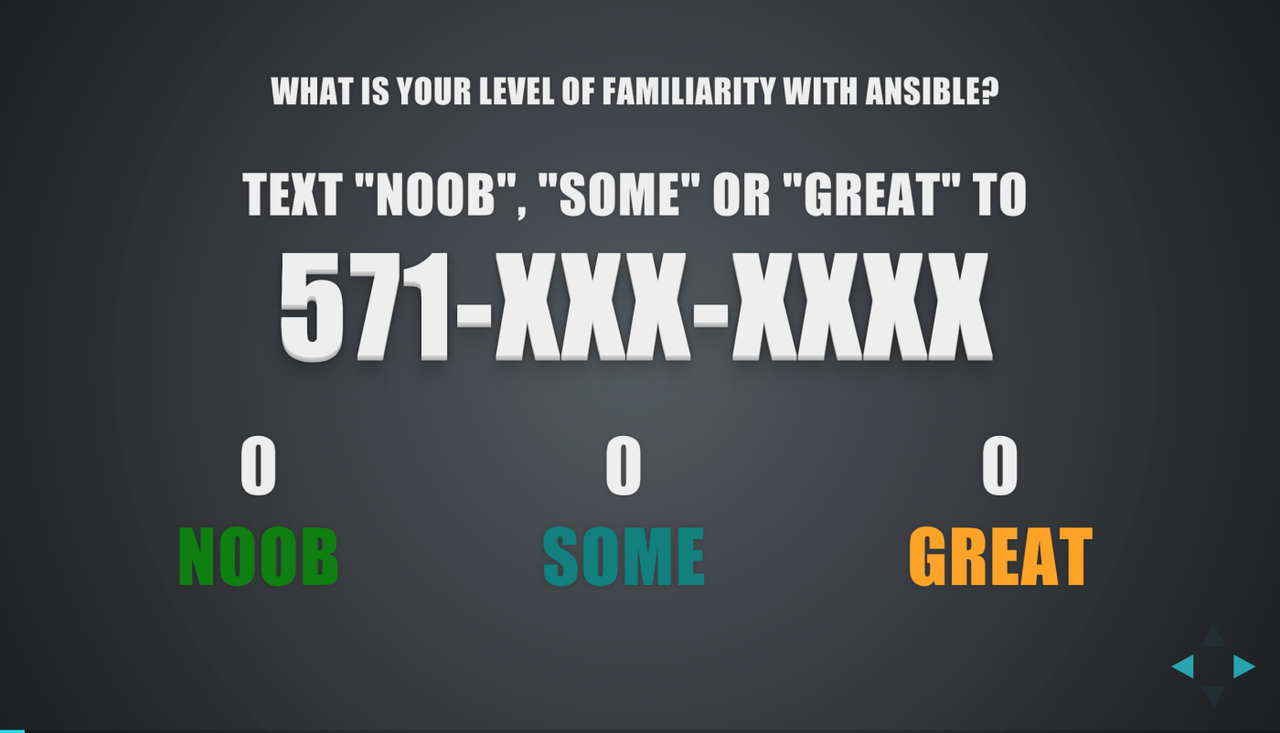 WHAT IS YOUR LEVEL OF FAMILIARITY WITH ANSIBLE?
TEXT "NOOB", "SOME" OR "GREAT" TO
571-XXX-XXXX
0 0 0
NOOB SOME GREAT